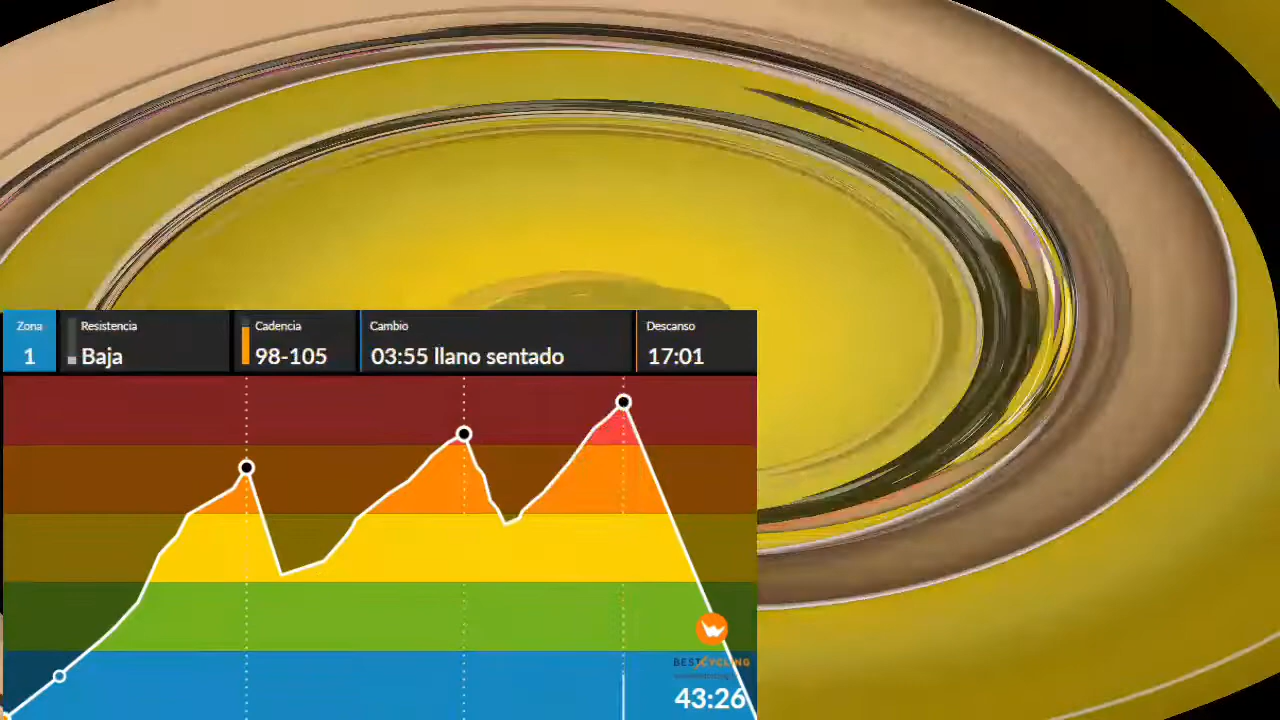 Zona
1
Resistencia
Baja
Cadencia
98-105
Cambio
03:55 llano sentado
Descanso
17:01
BESTCYCLING
43:26